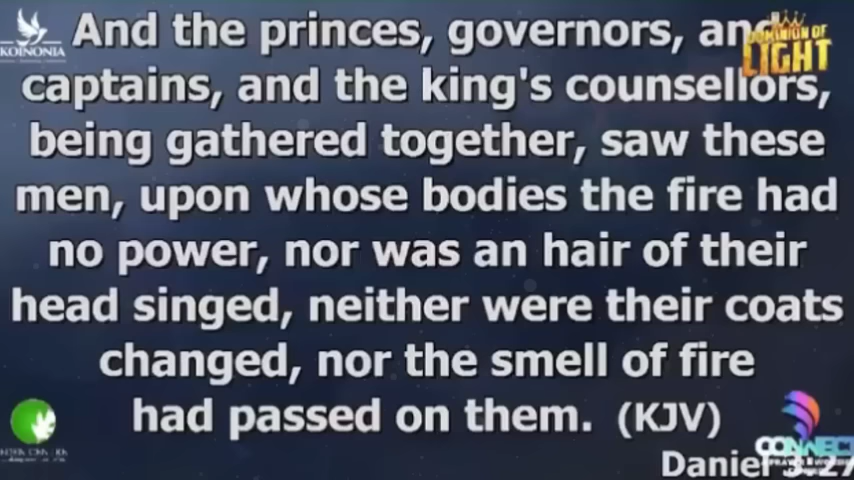 And the princes, governors, and
captains, and the king's counsellors,
being gathered together, saw these
men, upon whose bodies the fire had
no power, nor was an hair of their
head singed, neither were their coats
changed, nor the smell of fire
had passed on them. (KJV)
Daniel 3:27
KOINONIA
DOMINION OF
LIGHT
CONNECT